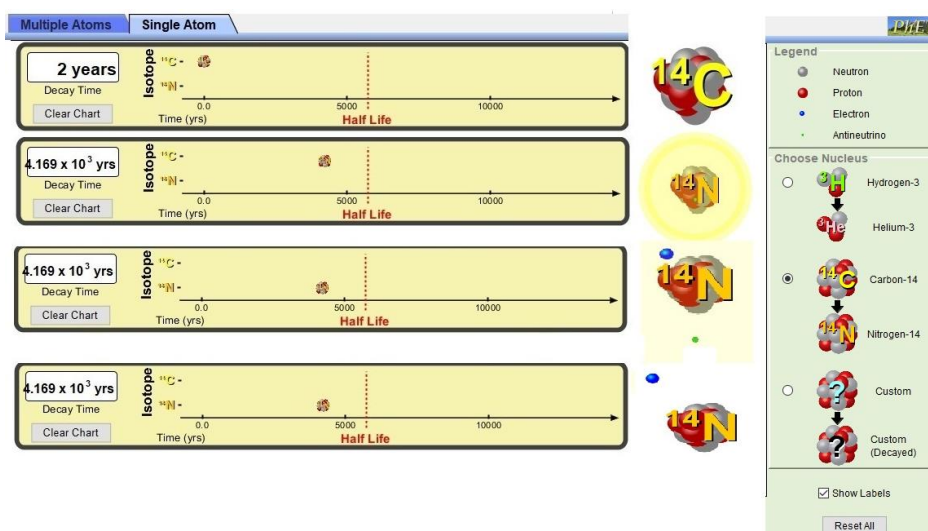 Multiple Atoms
Single Atom
2 years
Decay Time
Clear Chart
Isotope
¹⁴C -
¹⁴N -
0.0
5000
10000
Time (yrs)
Half Life
¹⁴C
4.169 x 10³ yrs
Decay Time
Clear Chart
Isotope
¹⁴C -
¹⁴N -
0.0
5000
10000
Time (yrs)
Half Life
¹⁴N
4.169 x 10³ yrs
Decay Time
Clear Chart
Isotope
¹⁴C -
¹⁴N -
0.0
5000
10000
Time (yrs)
Half Life
¹⁴N
4.169 x 10³ yrs
Decay Time
Clear Chart
Isotope
¹⁴C -
¹⁴N -
0.0
5000
10000
Time (yrs)
Half Life
¹⁴N
PhE
Legend
Neutron
Proton
Electron
Antineutrino
Choose Nucleus
³H
Hydrogen-3
³He
Helium-3
¹⁴C
Carbon-14
¹⁴N
Nitrogen-14
?
Custom
?
Custom
(Decayed)
Show Labels
Reset All